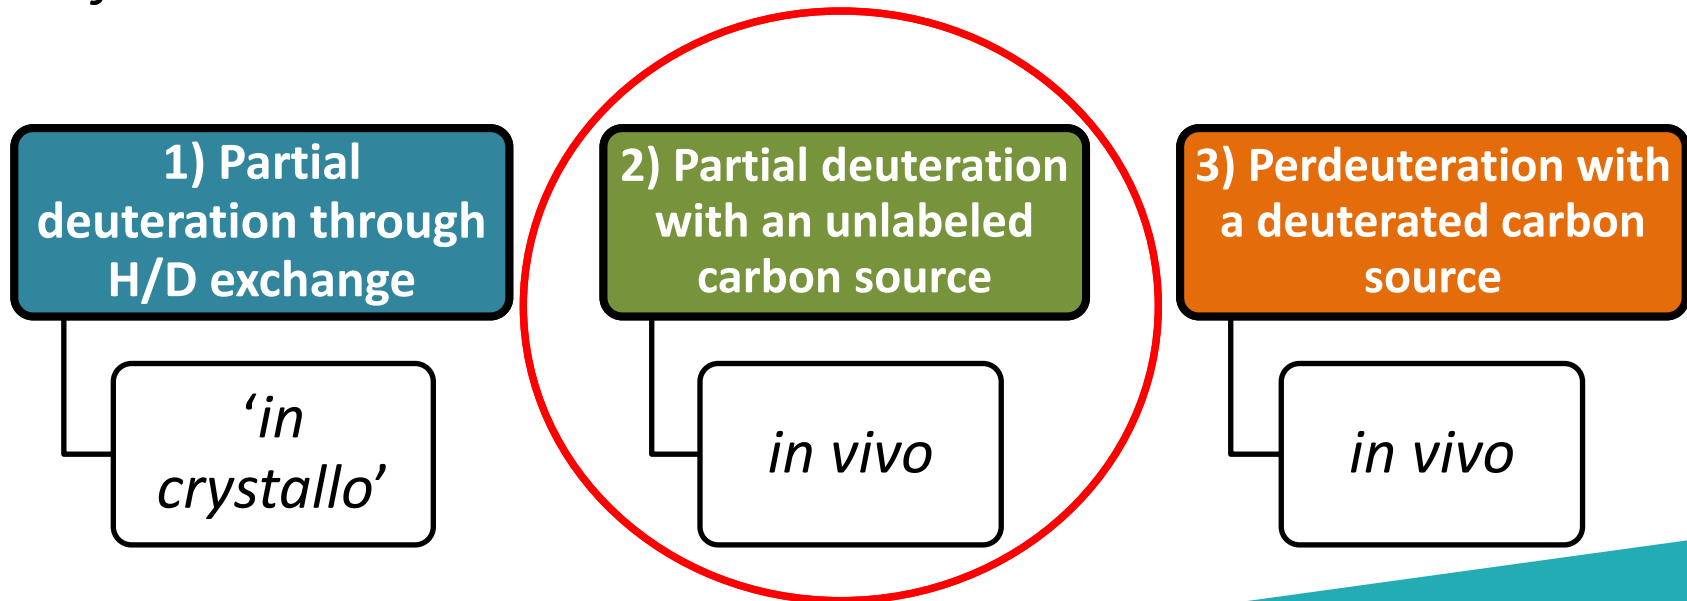 1) Partial
deuteration through
H/D exchange
2) Partial deuteration
with an unlabeled
carbon source
3) Perdeuteration with
a deuterated carbon
source
‘in
crystallo’
in vivo
in vivo